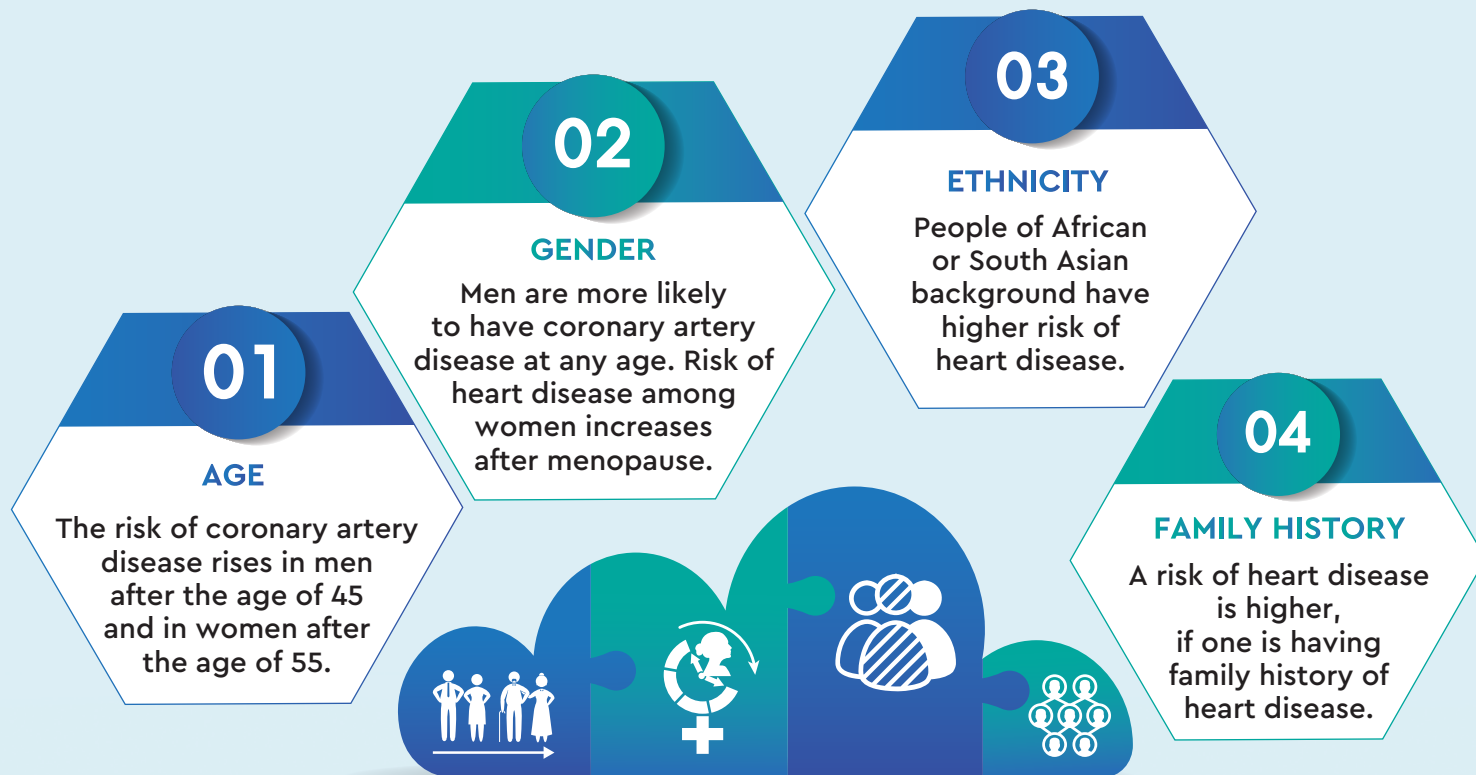 01
AGE
The risk of coronary artery
disease rises in men
after the age of 45
and in women after
the age of 55.
02
GENDER
Men are more likely
to have coronary artery
disease at any age. Risk of
heart disease among
women increases
after menopause.
03
ETHNICITY
People of African
or South Asian
background have
higher risk of
heart disease.
04
FAMILY HISTORY
A risk of heart disease
is higher,
if one is having
family history of
heart disease.